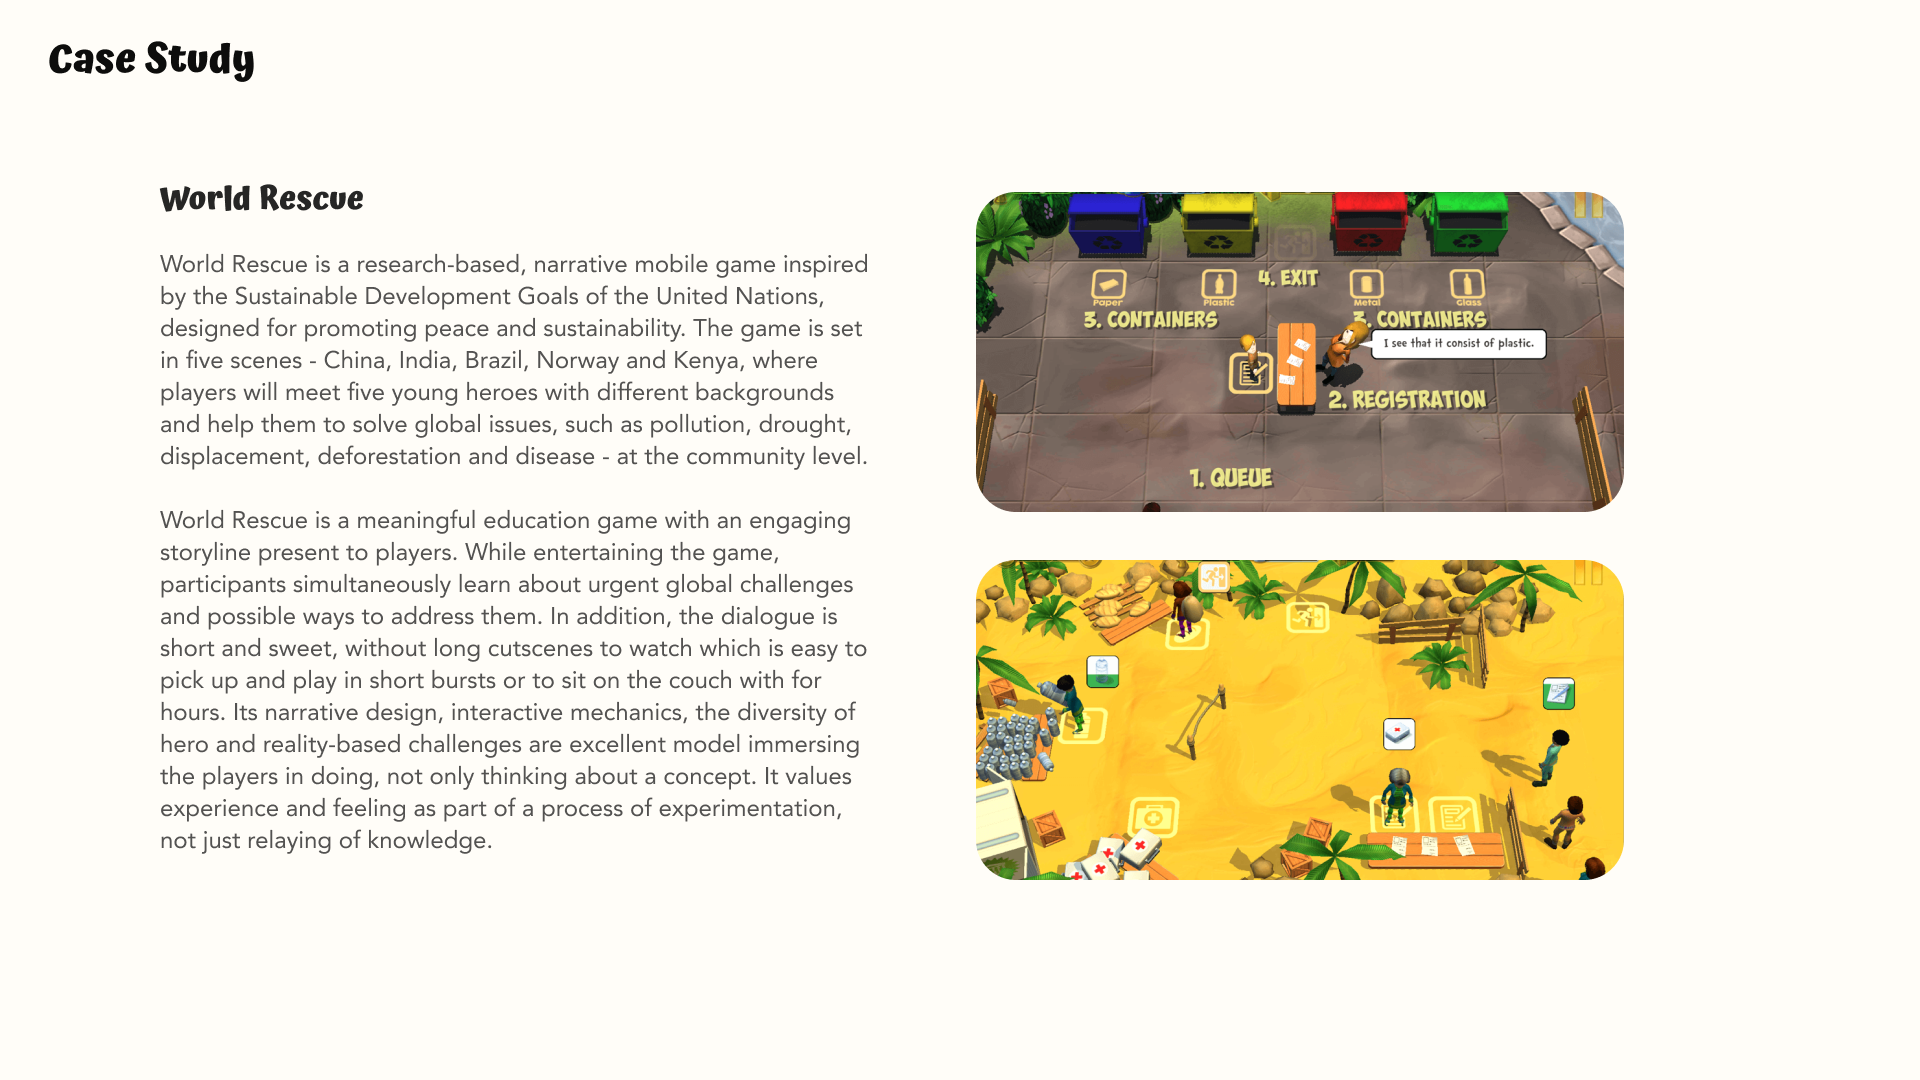 Case Study
World Rescue
World Rescue is a research-based, narrative mobile game inspired
by the Sustainable Development Goals of the United Nations,
designed for promoting peace and sustainability. The game is set
in five scenes - China, India, Brazil, Norway and Kenya, where
players will meet five young heroes with different backgrounds
and help them to solve global issues, such as pollution, drought,
displacement, deforestation and disease - at the community level.
World Rescue is a meaningful education game with an engaging
storyline present to players. While entertaining the game,
participants simultaneously learn about urgent global challenges
and possible ways to address them. In addition, the dialogue is
short and sweet, without long cutscenes to watch which is easy to
pick up and play in short bursts or to sit on the couch with for
hours. Its narrative design, interactive mechanics, the diversity of
hero and reality-based challenges are excellent model immersing
the players in doing, not only thinking about a concept. It values
experience and feeling as part of a process of experimentation,
not just relaying of knowledge.
4. EXIT
Paper
Plastic
Metal
Glass
3. CONTAINERS
3. CONTAINERS
I see that it consist of plastic.
2. REGISTRATION
1. QUEUE